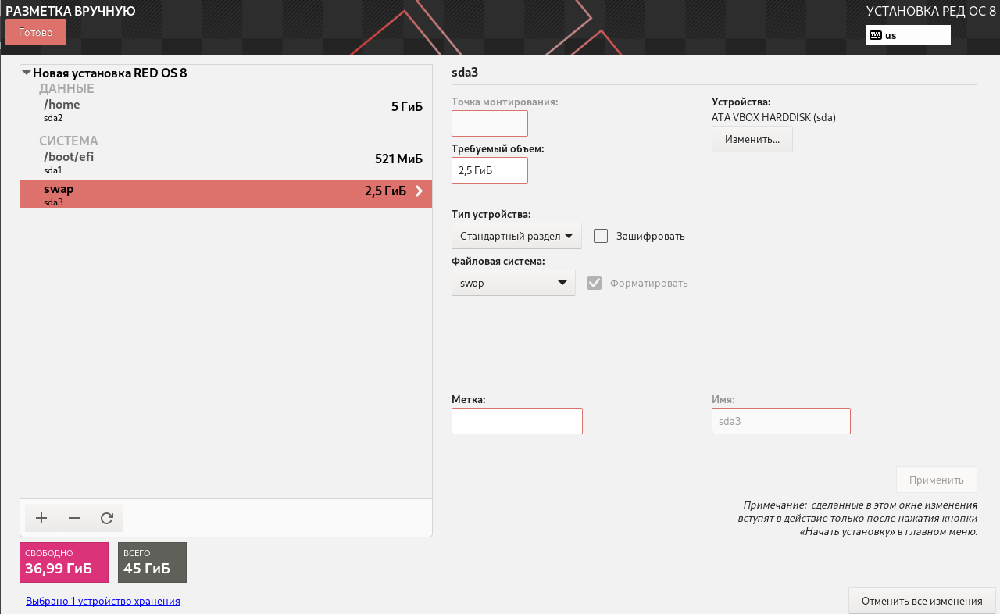 РАЗМЕТКА ВРУЧНУЮ
УСТАНОВКА РЕД ОС 8
Готово
us
Новая установка RED OS 8
ДАННЫЕ
/home
5 ГиБ
sda2
СИСТЕМА
/boot/efi
521 МиБ
sda1
swap
2,5 ГиБ
sda3
sda3
Точка монтирования:
Устройства:
ATA VBOX HARDDISK (sda)
Изменить...
Требуемый объем:
2,5 ГиБ
Тип устройства:
Стандартный раздел
Зашифровать
Файловая система:
swap
Форматировать
Метка:
Имя:
sda3
Применить
Примечание: сделанные в этом окне изменения
вступят в действие только после нажатия кнопки
«Начать установку» в главном меню.
СВОБОДНО
36,99 ГиБ
ВСЕГО
45 ГиБ
Выбрано 1 устройство хранения
Отменить все изменения